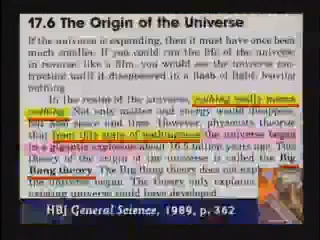 17.6 The Origin of the Universe
If the universe is expanding, then it must have once been
much smaller. If you could run the life of the universe
in reverse, like a film, you would see the universe con-
traction until it disappeared in a flash of light, leaving
nothing.
In the realm of the universe, nothing really means
nothing. Not only matter and energy would disappear,
but also space and time. However, physicists theorize
that from this state of nothingness, the universe began
in a gigantic explosion about 16.5 billion years ago. This
theory of the origin of the universe is called the Big
Bang theory. The Big Bang theory does not
the universe began. The theory only explains
existing universe could have developed
HBJ General Science, 1989, p. 362